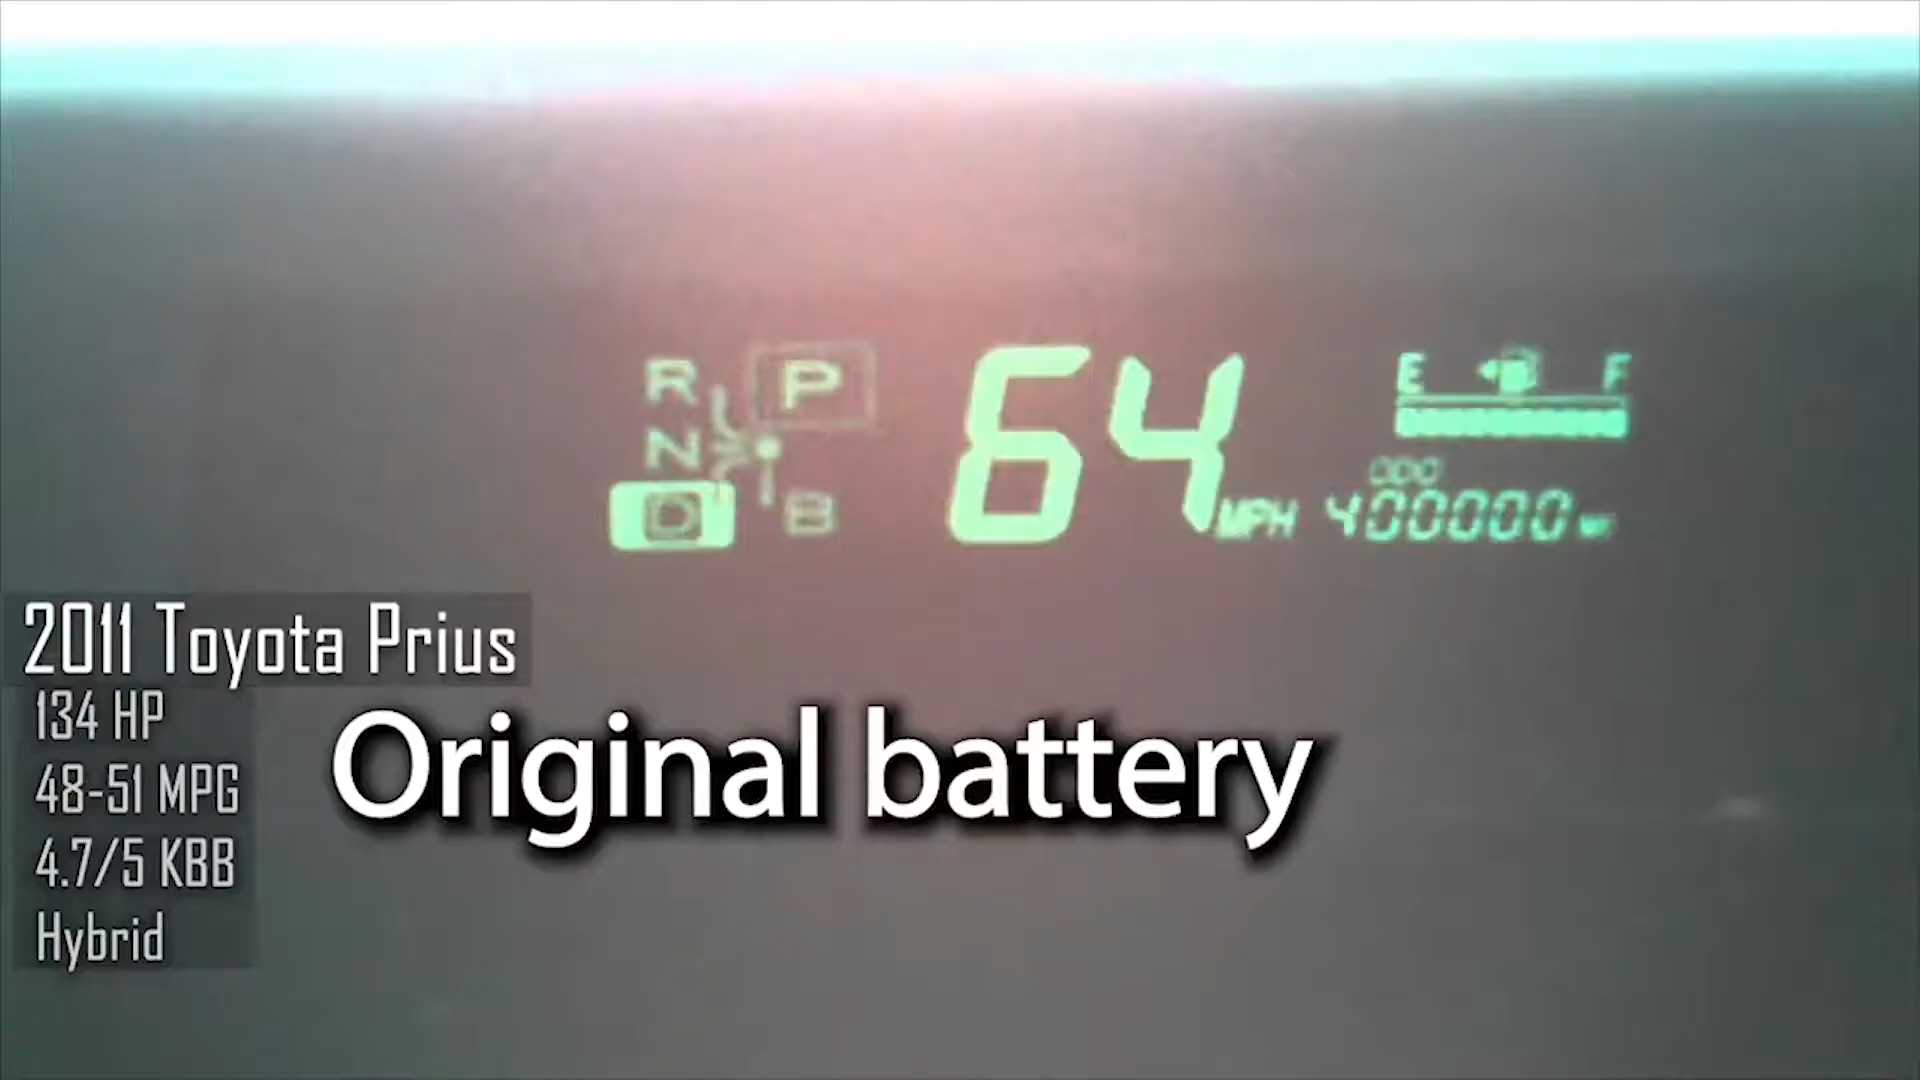 R P
N
D B
64 MPH
E F
ODO
400000
2011 Toyota Prius
134 HP
48-51 MPG
4.7/5 KBB
Hybrid
Original battery